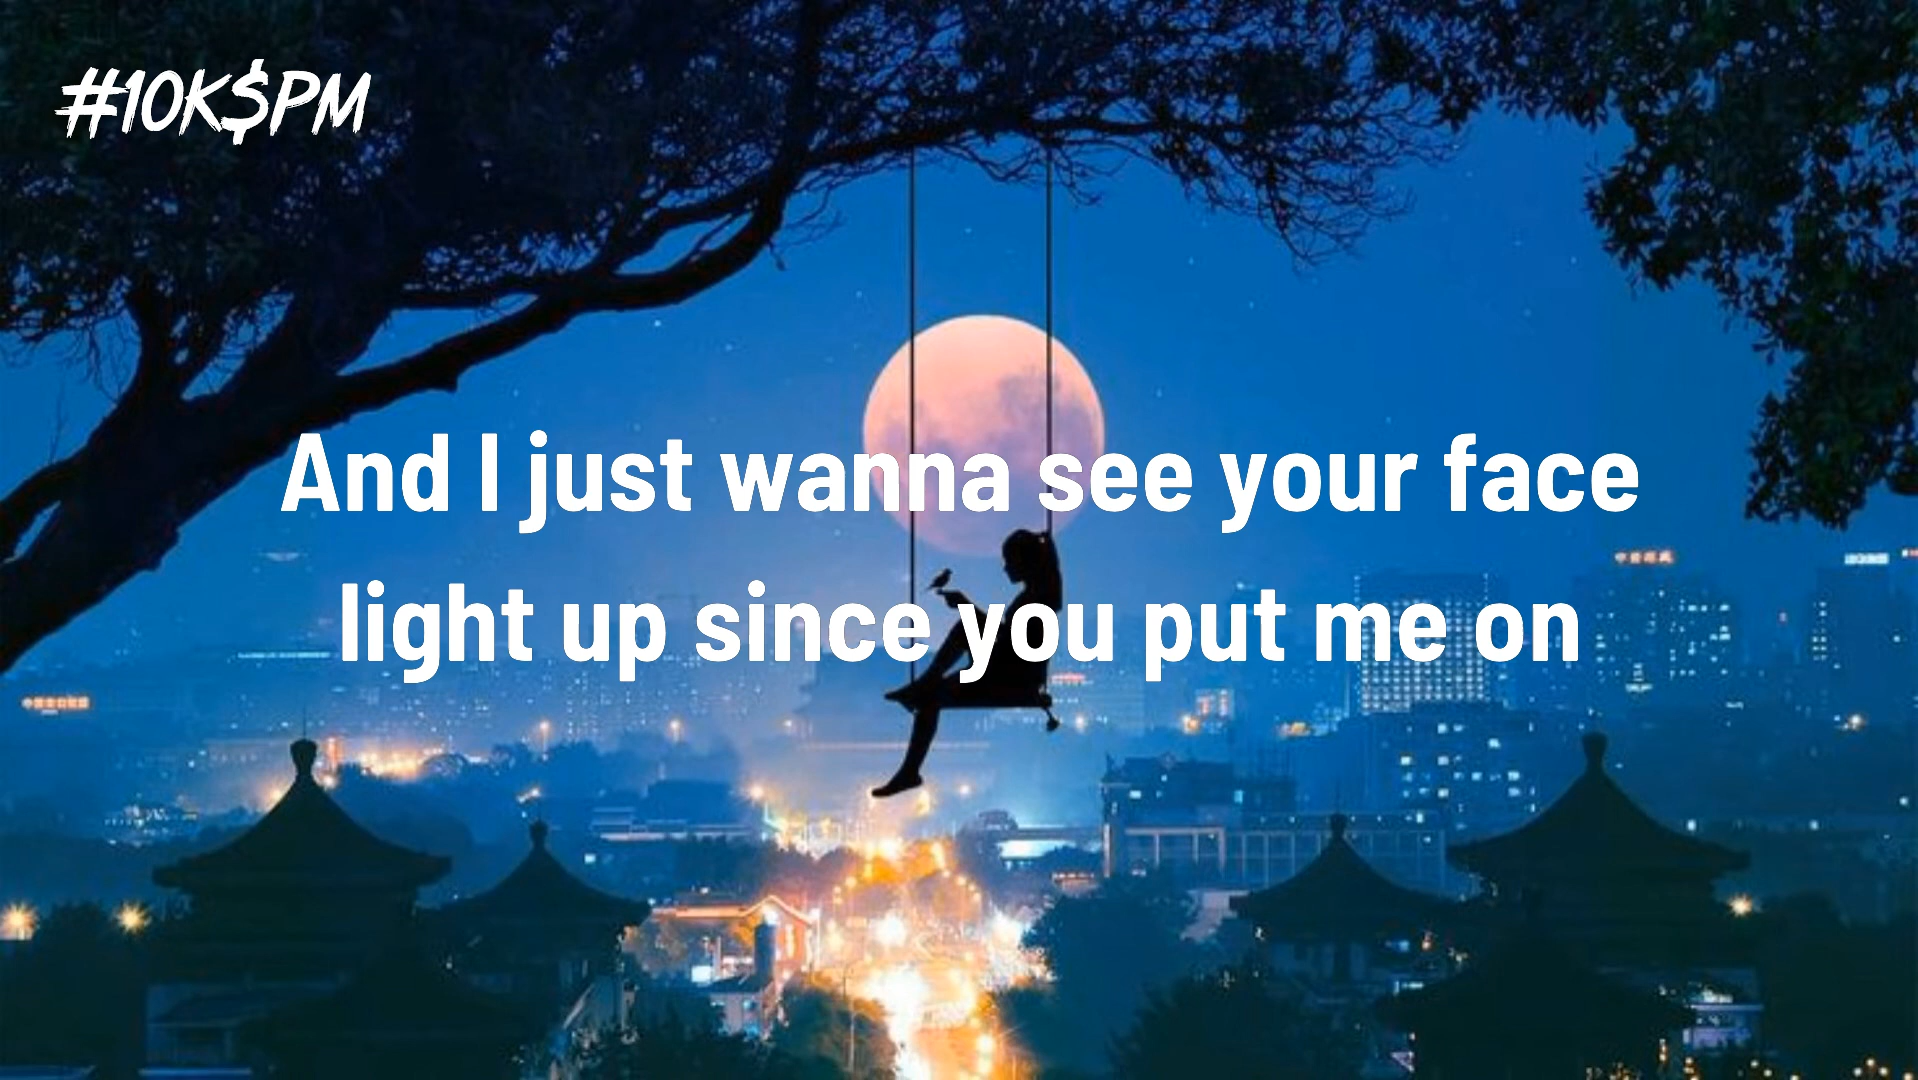 #10K$PM
And I just wanna see your face
light up since you put me on